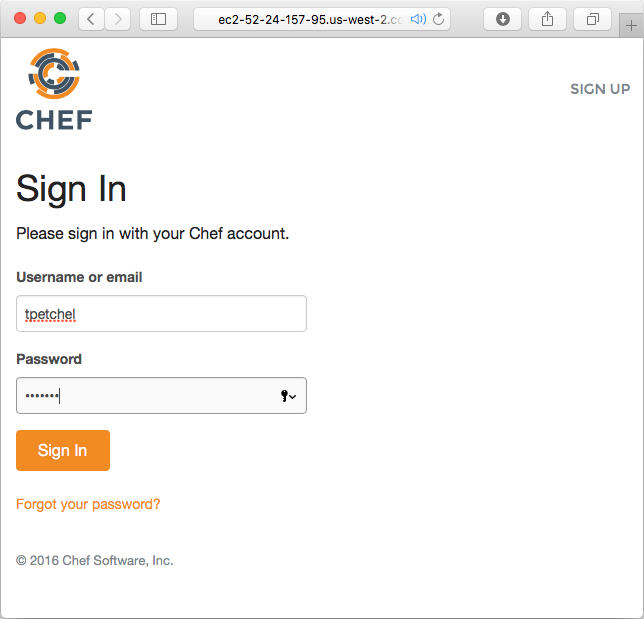 ec2-52-24-157-95.us-west-2.co
CHEF
SIGN UP
Sign In
Please sign in with your Chef account.
Username or email
tpetchel
Password
•••••••
Sign In
Forgot your password?
© 2016 Chef Software, Inc.